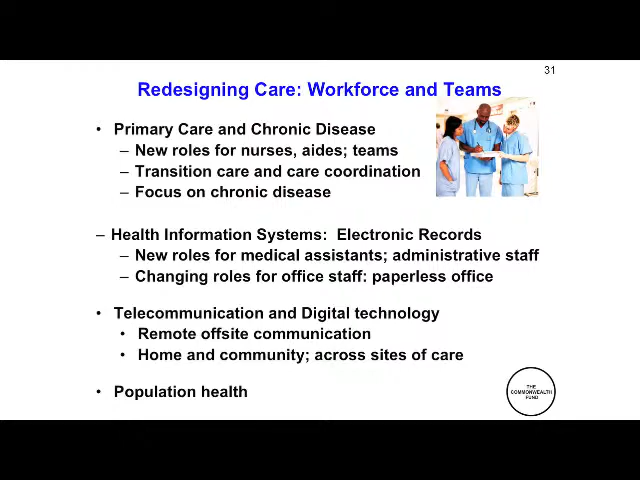 31
Redesigning Care: Workforce and Teams
• Primary Care and Chronic Disease
– New roles for nurses, aides; teams
– Transition care and care coordination
– Focus on chronic disease
– Health Information Systems: Electronic Records
– New roles for medical assistants; administrative staff
– Changing roles for office staff: paperless office
• Telecommunication and Digital technology
• Remote offsite communication
• Home and community; across sites of care
• Population health
THE
COMMONWEALTH
FUND